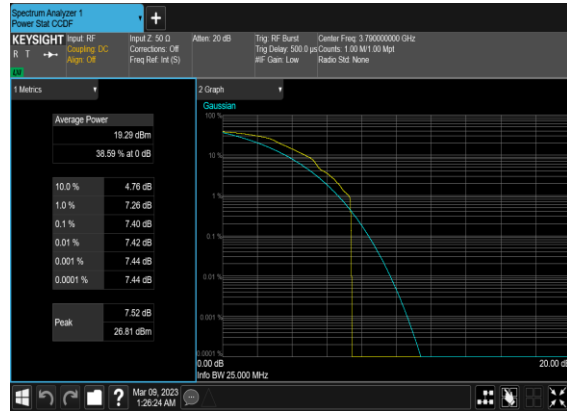 Spectrum Analyzer 1
Power Stat CCDF
KEYSIGHT
R T
Input: RF
Coupling: DC
Align: Off
Input Z: 50 Ω
Corrections: Off
Freq Ref: Int (S)
Atten: 20 dB
Trig: RF Burst
Trig Delay: 500.0 µs
#IF Gain: Low
Center Freq: 3.790000000 GHz
Counts: 1.00 M/1.00 Mpt
Radio Std: None
1 Metrics
Average Power
19.29 dBm
38.59 % at 0 dB
10.0 % 4.76 dB
1.0 % 7.26 dB
0.1 % 7.40 dB
0.01 % 7.42 dB
0.001 % 7.44 dB
0.0001 % 7.44 dB
Peak
7.52 dB
26.81 dBm
2 Graph
Gaussian
100 %
10 %
1 %
0.1 %
0.01 %
0.001 %
0.0001 %
0.00 dB
20.00 dB
Info BW 25.000 MHz
Mar 09, 2023
1:26:24 AM